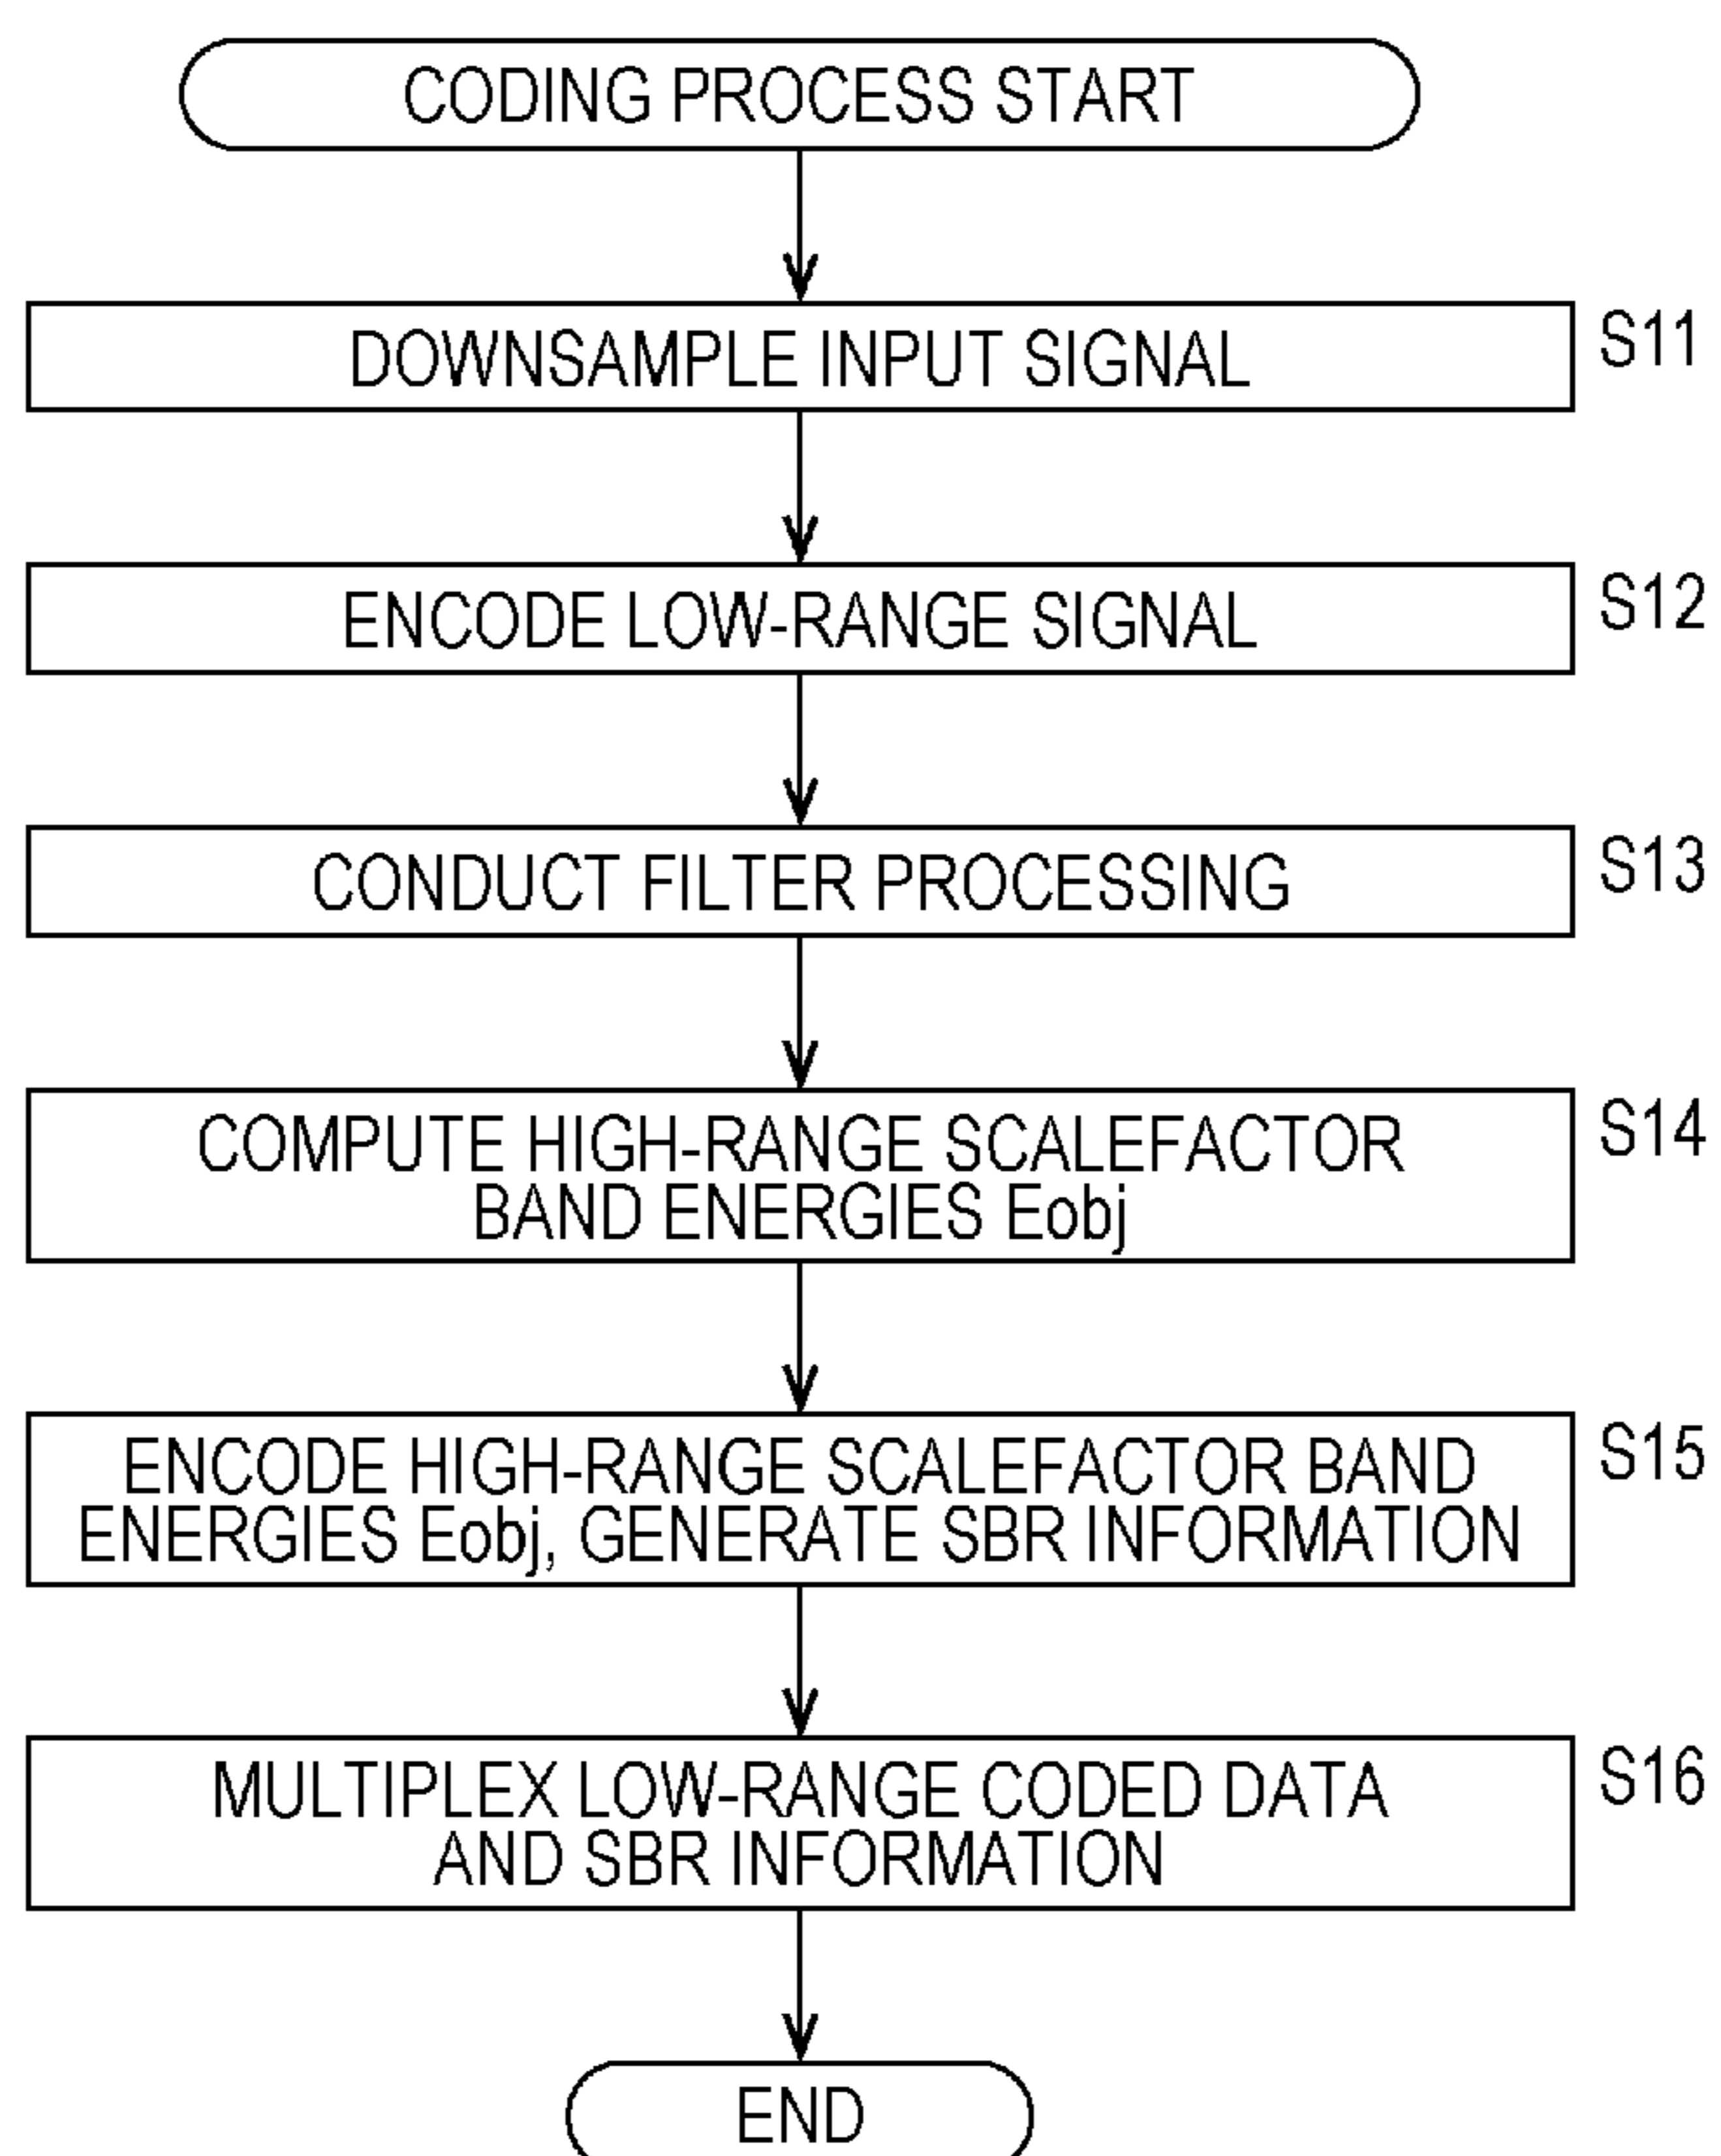 CODING PROCESS START
DOWNSAMPLE INPUT SIGNAL
S11
ENCODE LOW-RANGE SIGNAL
S12
CONDUCT FILTER PROCESSING
S13
COMPUTE HIGH-RANGE SCALEFACTOR
BAND ENERGIES Eobj
S14
ENCODE HIGH-RANGE SCALEFACTOR BAND
ENERGIES Eobj, GENERATE SBR INFORMATION
S15
MULTIPLEX LOW-RANGE CODED DATA
AND SBR INFORMATION
S16
END